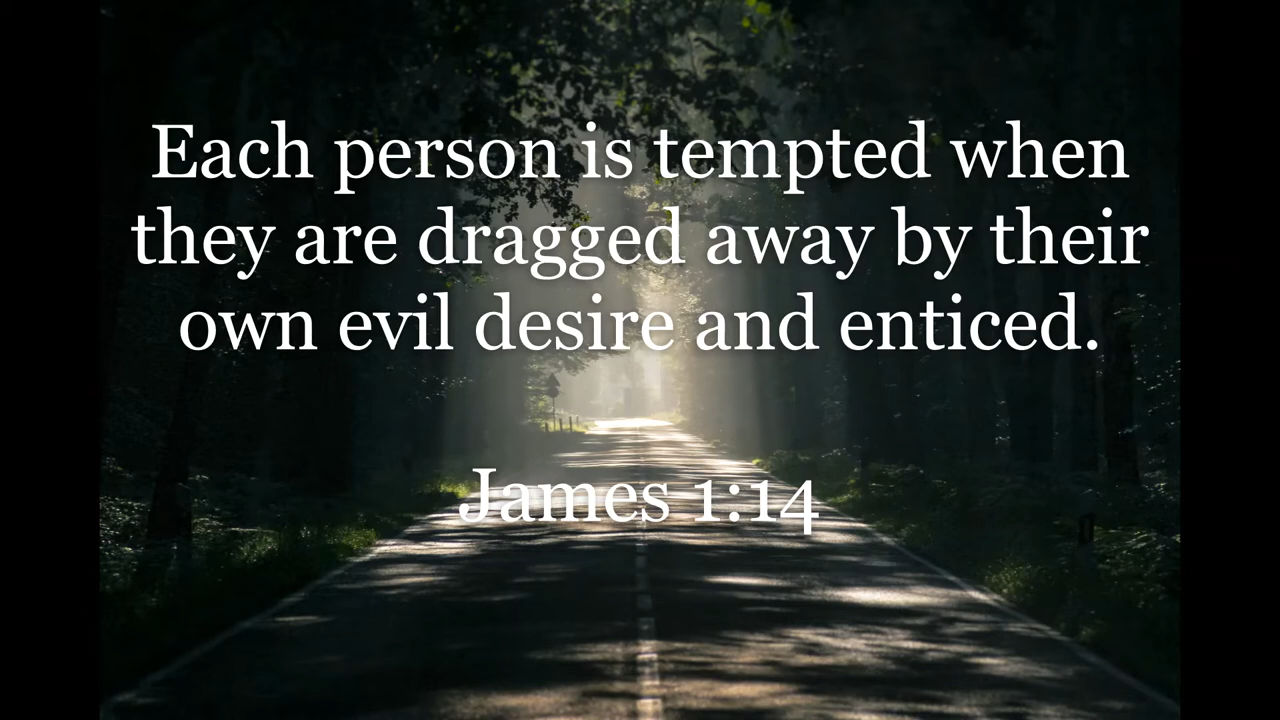 Each person is tempted when
they are dragged away by their
own evil desire and enticed.
James 1:14